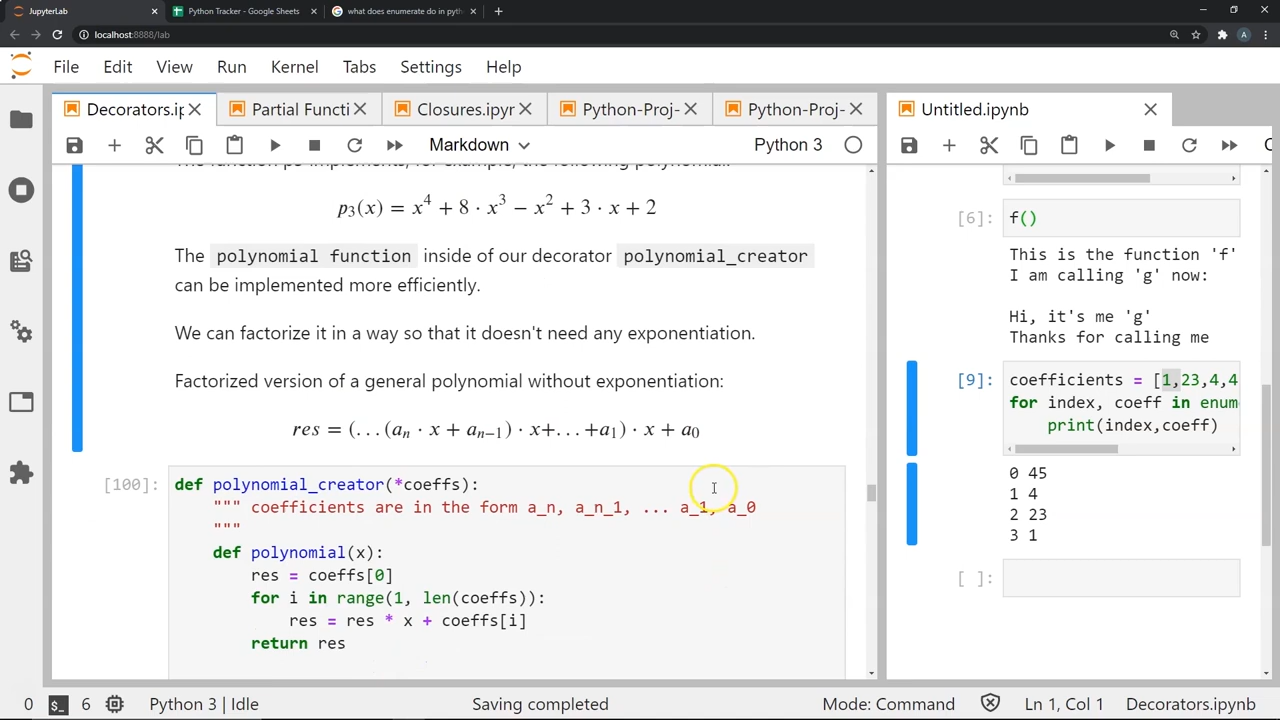 JupyterLab
Python Tracker - Google Sheets
what does enumerate do in pyth
localhost:8888/lab
File Edit View Run Kernel Tabs Settings Help
Decorators.ip
Partial Functi
Closures.ipyr
Python-Proj-
Python-Proj-
Untitled.ipynb
Markdown
Python 3
p₃(x) = x⁴ + 8 · x³ − x² + 3 · x + 2
The polynomial function inside of our decorator polynomial_creator
can be implemented more efficiently.
We can factorize it in a way so that it doesn't need any exponentiation.
Factorized version of a general polynomial without exponentiation:
res = (. . . (aₙ · x + aₙ₋₁) · x+. . . +a₁) · x + a₀
[100]:
def polynomial_creator(*coeffs):
""" coefficients are in the form a_n, a_n_1, ... a_1, a_0
"""
def polynomial(x):
res = coeffs[0]
for i in range(1, len(coeffs)):
res = res * x + coeffs[i]
return res
[6]: f()
This is the function 'f'
I am calling 'g' now:
Hi, it's me 'g'
Thanks for calling me
[9]: coefficients = [1,23,4,4
for index, coeff in enum
print(index,coeff)
0 45
1 4
2 23
3 1
[ ]:
0 6 Python 3 | Idle Saving completed Mode: Command Ln 1, Col 1 Decorators.ipynb